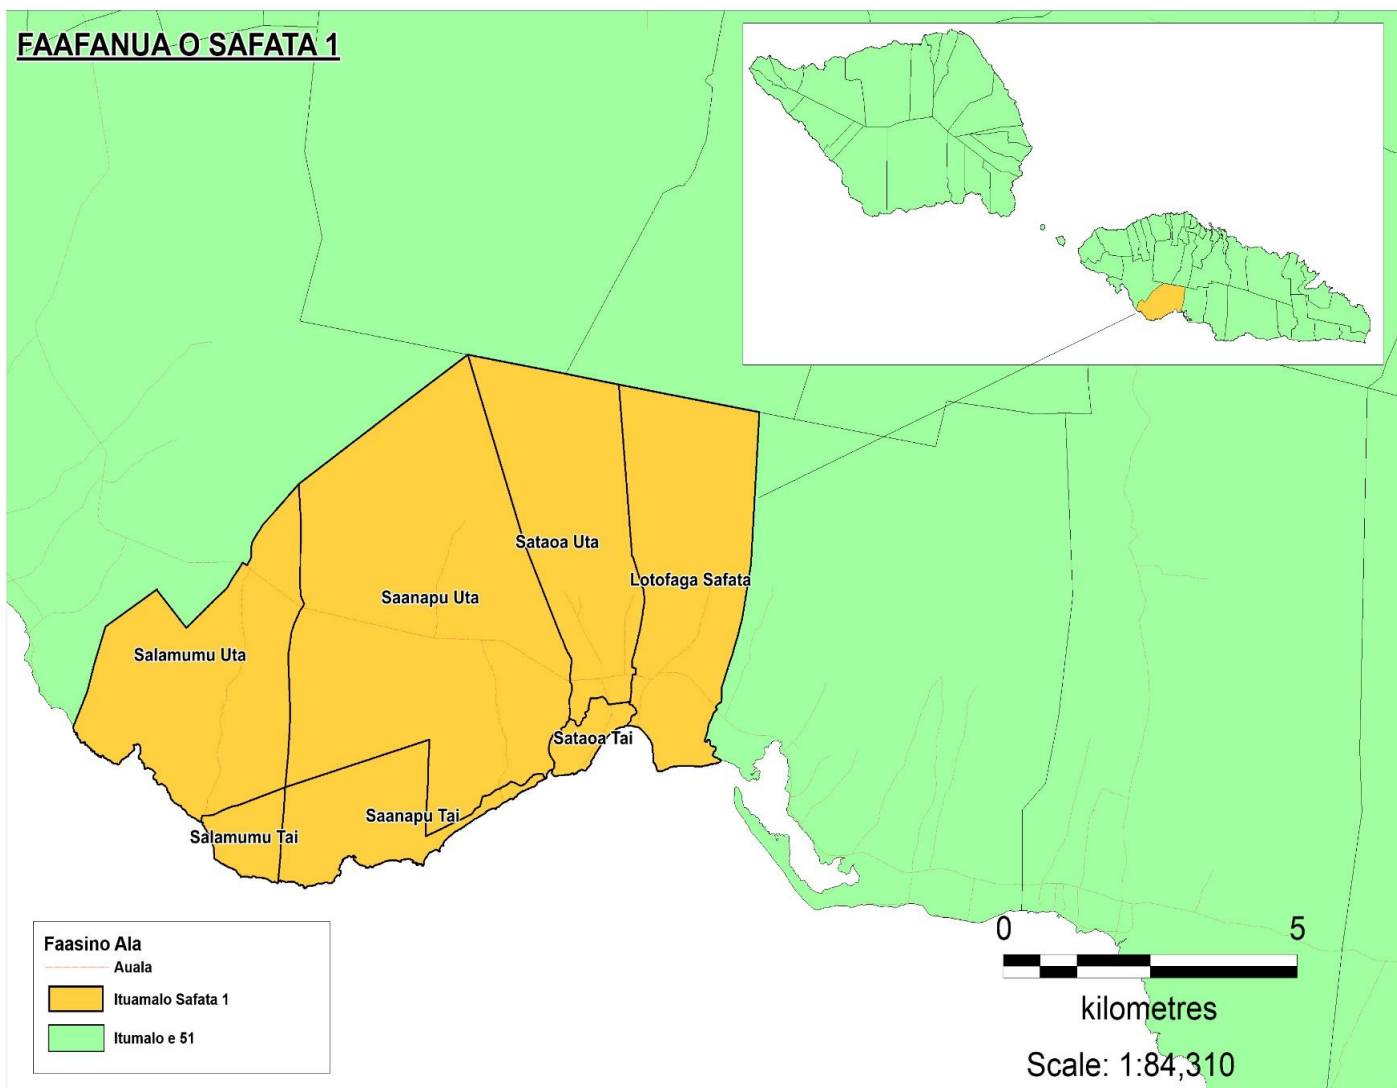 FAAFANUA O SAFATA 1
Sataoa Uta
Lotofaga Safata
Saanapu Uta
Salamumu Uta
Sataoa Tai
Saanapu Tai
Salamumu Tai
Faasino Ala
Auala
Ituamalo Safata 1
Itumalo e 51
0 5
kilometres
Scale: 1:84,310